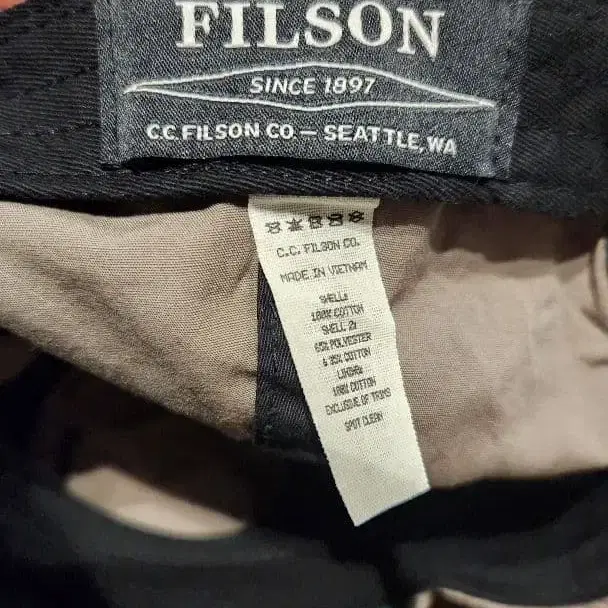 FILSON
SINCE 1897
C.C. FILSON CO — SEATTLE, WA
C.C. FILSON CO.
MADE IN VIETNAM
SHELL:
100% COTTON
SHELL 2:
65% POLYESTER
& 35% COTTON
LINING:
100% COTTON
EXCLUSIVE OF TRIMS
SPOT CLEAN